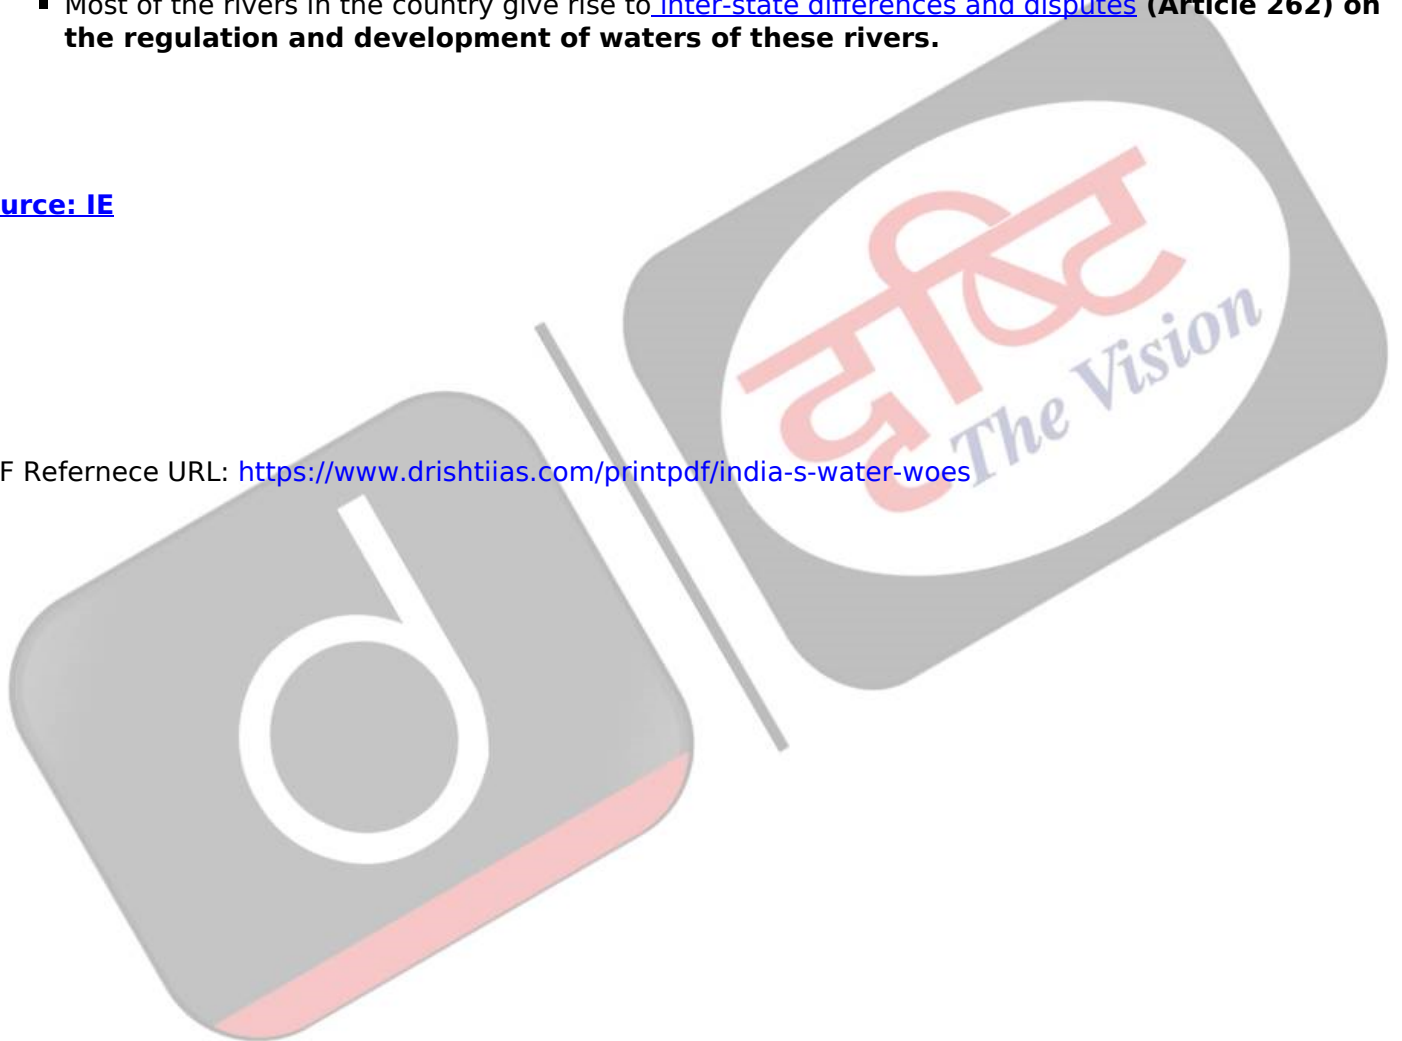 Most of the rivers in the country give rise to inter-state differences and disputes (Article 262) on
the regulation and development of waters of these rivers.
urce: IE
दृष्टि
The Vision
F Refernece URL: https://www.drishtiias.com/printpdf/india-s-water-woes
d